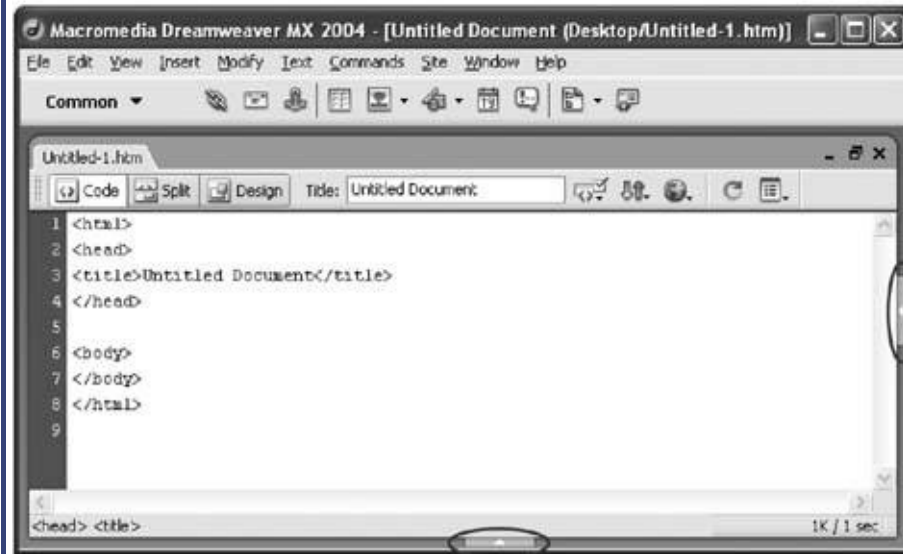 Macromedia Dreamweaver MX 2004 - [Untitled Document (Desktop/Untitled-1.htm)]
File Edit View Insert Modify Text Commands Site Window Help
Common
Untitled-1.htm
Code Split Design Title: Untitled Document
1 <html>
2 <head>
3 <title>Untitled Document</title>
4 </head>
5
6 <body>
7 </body>
8 </html>
9
<head> <title> 1K / 1 sec